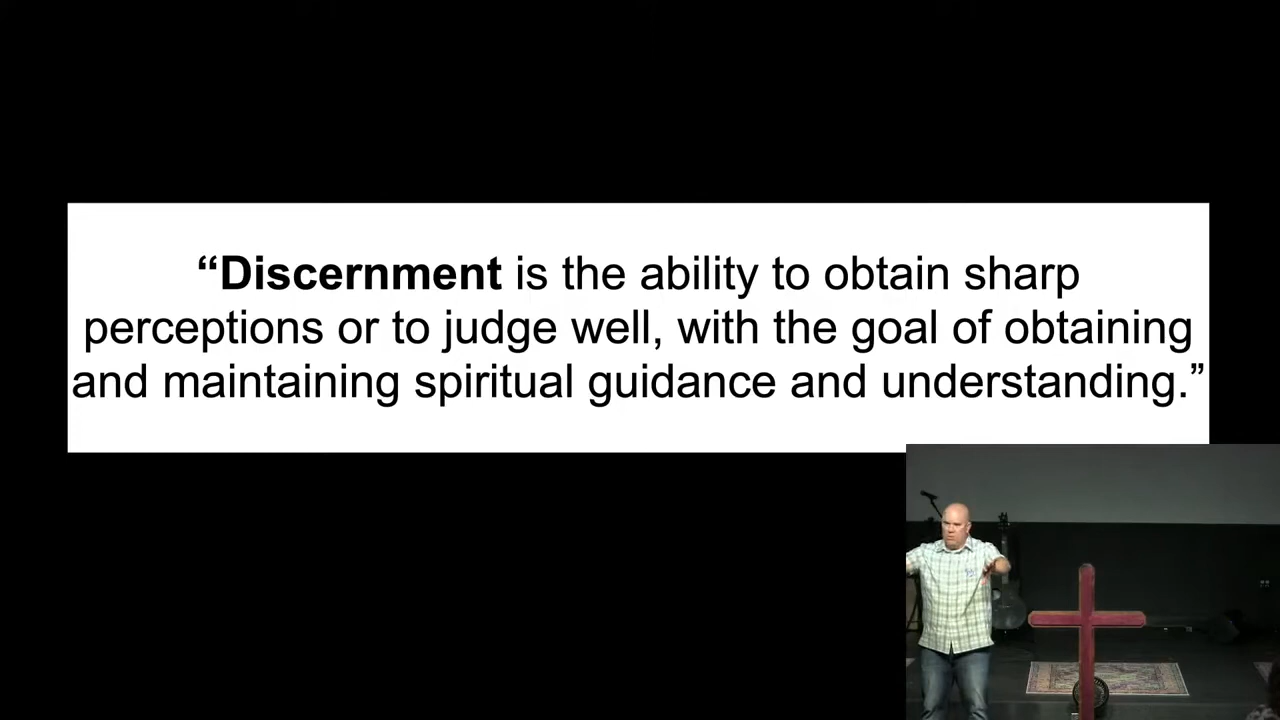 “Discernment is the ability to obtain sharp
perceptions or to judge well, with the goal of obtaining
and maintaining spiritual guidance and understanding.”